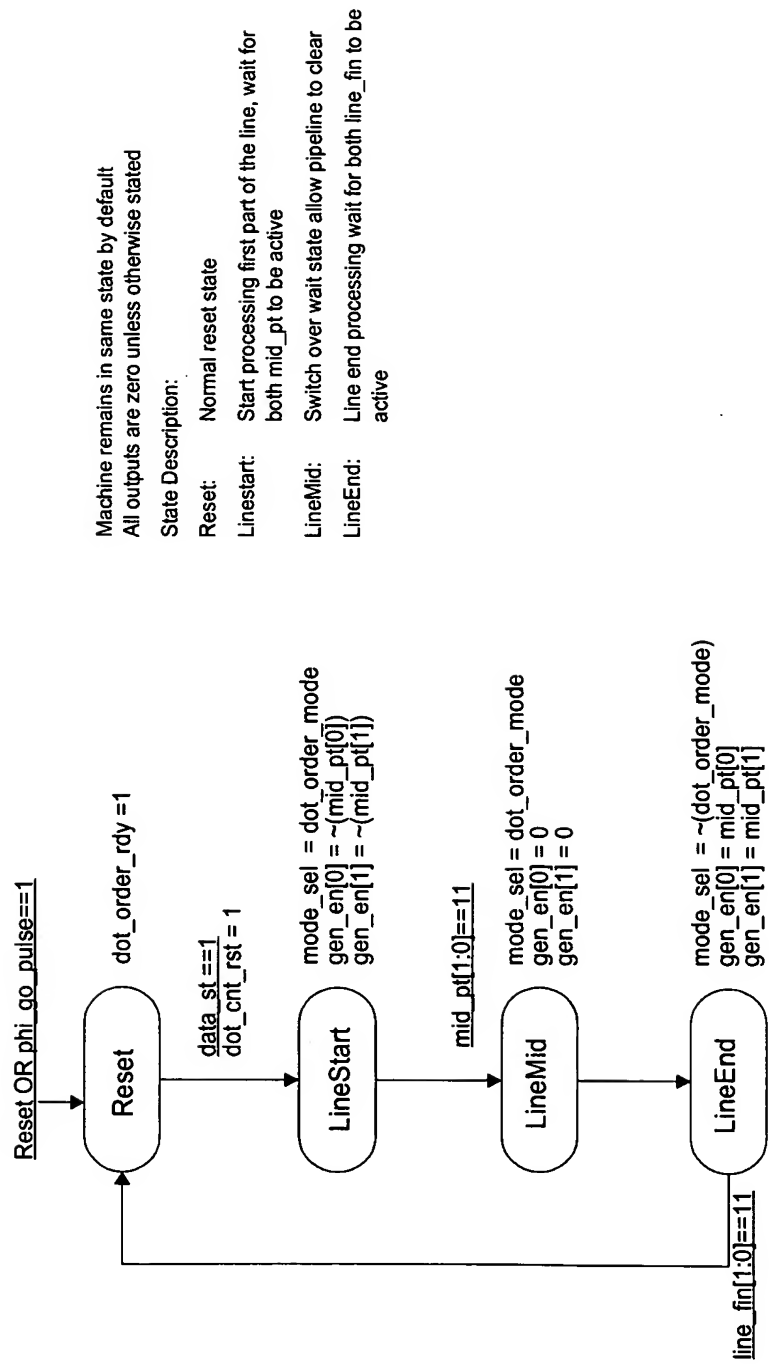 Reset OR phi_go_pulse==1
Reset
dot_order_rdy =1
data_st ==1
dot_cnt_rst = 1
LineStart
mode_sel = dot_order_mode
gen_en[0] = ~(mid_pt[0])
gen_en[1] = ~(mid_pt[1])
mid_pt[1:0]==11
LineMid
mode_sel = dot_order_mode
gen_en[0] = 0
gen_en[1] = 0
LineEnd
mode_sel = ~(dot_order_mode)
gen_en[0] = mid_pt[0]
gen_en[1] = mid_pt[1]
line_fin[1:0]==11
Machine remains in same state by default
All outputs are zero unless otherwise stated
State Description:
Reset: Normal reset state
Linestart: Start processing first part of the line, wait for
both mid_pt to be active
LineMid: Switch over wait state allow pipeline to clear
LineEnd: Line end processing wait for both line_fin to be
active